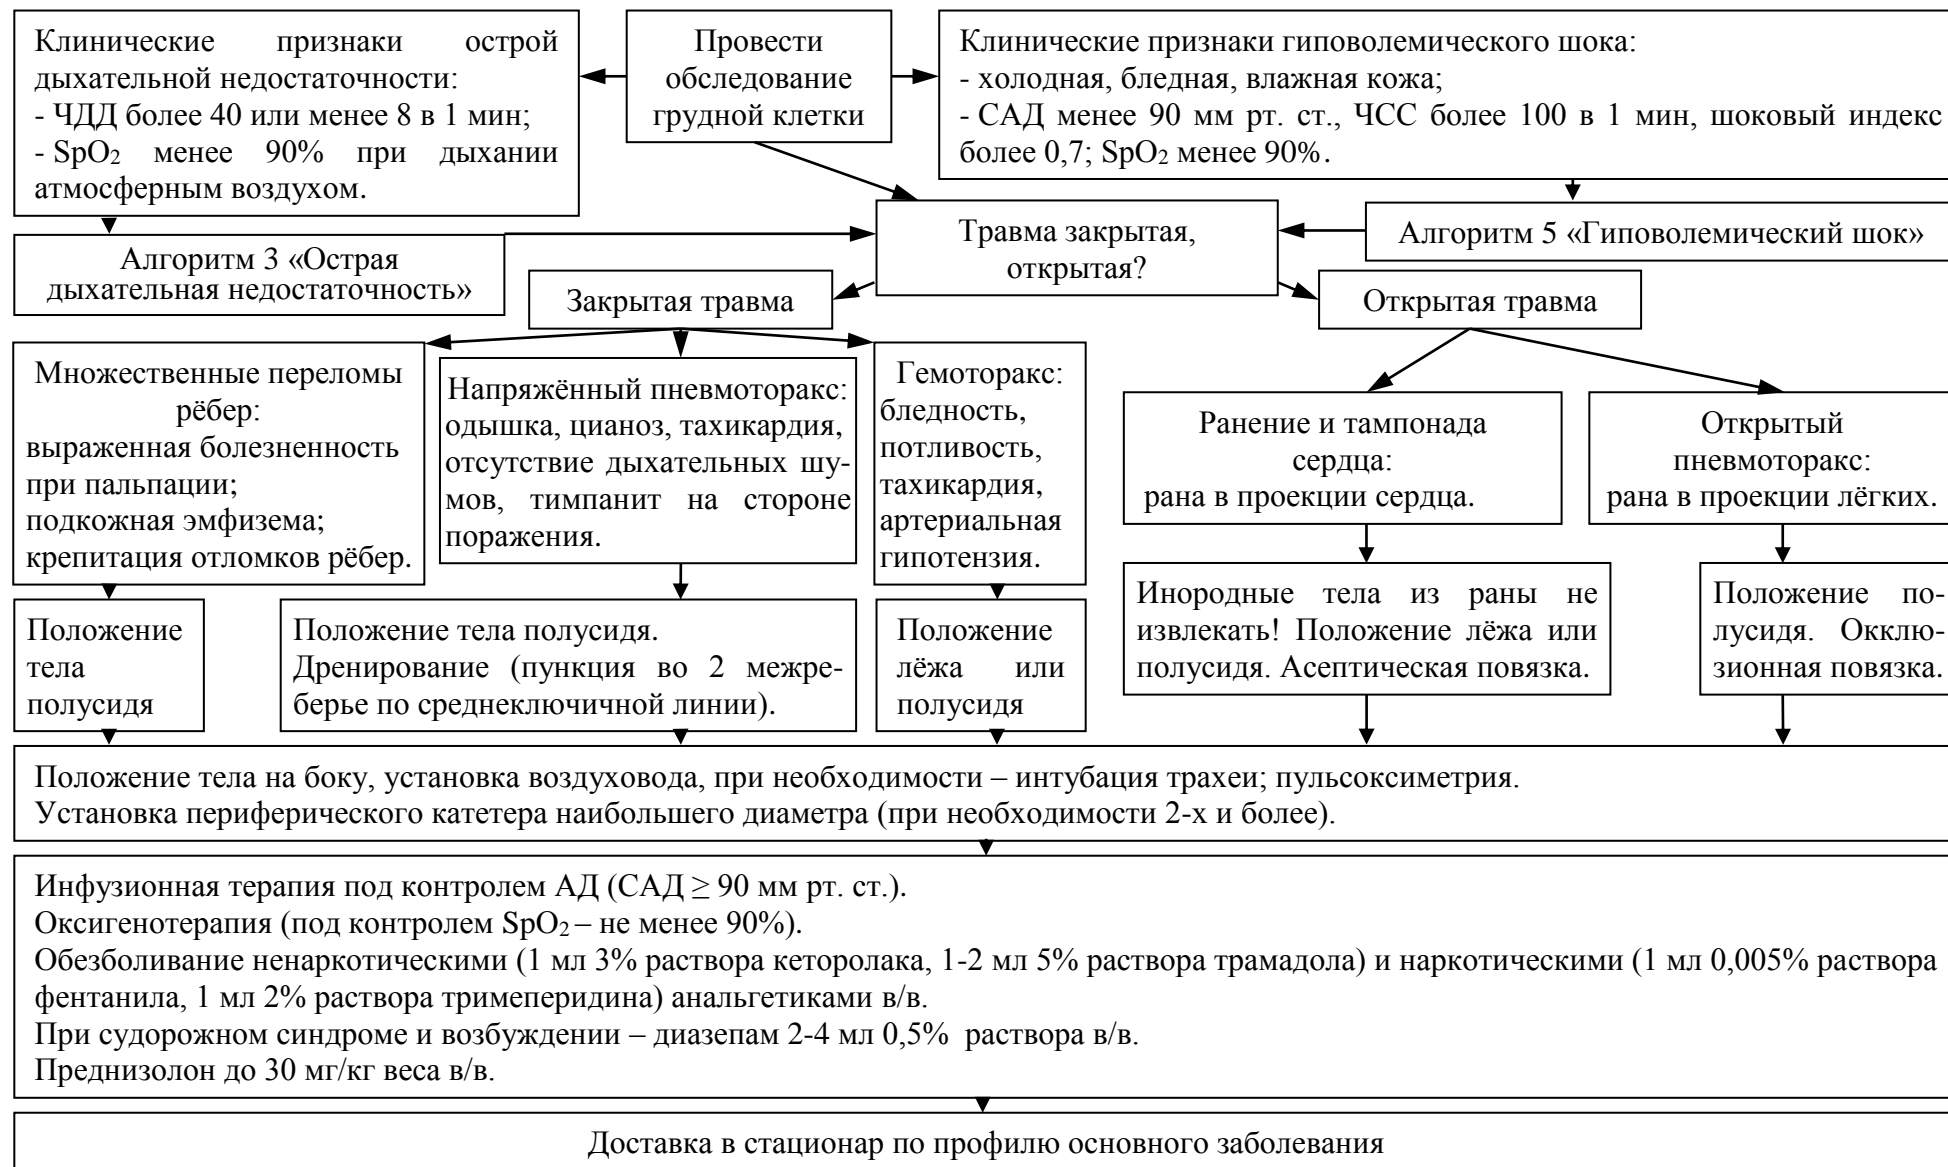 Клинические признаки острой
дыхательной недостаточности:
- ЧДД более 40 или менее 8 в 1 мин;
- SpO₂ менее 90% при дыхании
атмосферным воздухом.
Провести
обследование
грудной клетки
Клинические признаки гиповолемического шока:
- холодная, бледная, влажная кожа;
- САД менее 90 мм рт. ст., ЧСС более 100 в 1 мин, шоковый индекс
более 0,7; SpO₂ менее 90%.
Алгоритм 3 «Острая
дыхательная недостаточность»
Травма закрытая,
открытая?
Алгоритм 5 «Гиповолемический шок»
Закрытая травма
Открытая травма
Множественные переломы
рёбер:
выраженная болезненность
при пальпации;
подкожная эмфизема;
крепитация отломков рёбер.
Напряжённый пневмоторакс:
одышка, цианоз, тахикардия,
отсутствие дыхательных шу-
мов, тимпанит на стороне
поражения.
Гемоторакс:
бледность,
потливость,
тахикардия,
артериальная
гипотензия.
Ранение и тампонада
сердца:
рана в проекции сердца.
Открытый
пневмоторакс:
рана в проекции лёгких.
Положение
тела
полусидя
Положение тела полусидя.
Дренирование (пункция во 2 межре-
берье по среднеключичной линии).
Положение
лёжа или
полусидя
Инородные тела из раны не
извлекать! Положение лёжа или
полусидя. Асептическая повязка.
Положение по-
лусидя. Окклю-
зионная повязка.
Положение тела на боку, установка воздуховода, при необходимости – интубация трахеи; пульсоксиметрия.
Установка периферического катетера наибольшего диаметра (при необходимости 2-х и более).
Инфузионная терапия под контролем АД (САД ≥ 90 мм рт. ст.).
Оксигенотерапия (под контролем SpO₂ – не менее 90%).
Обезболивание ненаркотическими (1 мл 3% раствора кеторолака, 1-2 мл 5% раствора трамадола) и наркотическими (1 мл 0,005% раствора
фентанила, 1 мл 2% раствора тримеперидина) анальгетиками в/в.
При судорожном синдроме и возбуждении – диазепам 2-4 мл 0,5% раствора в/в.
Преднизолон до 30 мг/кг веса в/в.
Доставка в стационар по профилю основного заболевания